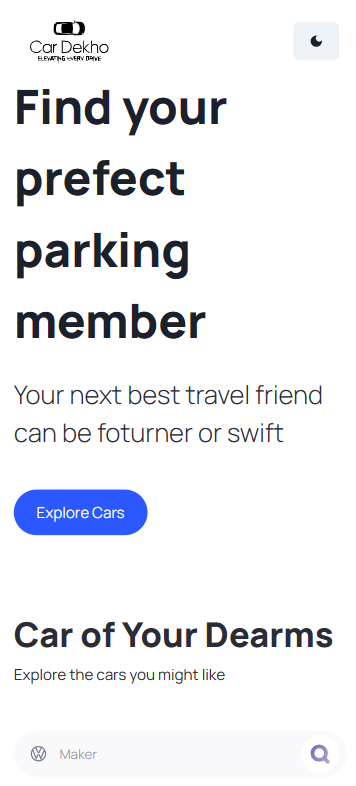 Car Dekho
ELEVATING EVERY DRIVE
Find your
prefect
parking
member
Your next best travel friend
can be foturner or swift
Explore Cars
Car of Your Dearms
Explore the cars you might like
Maker